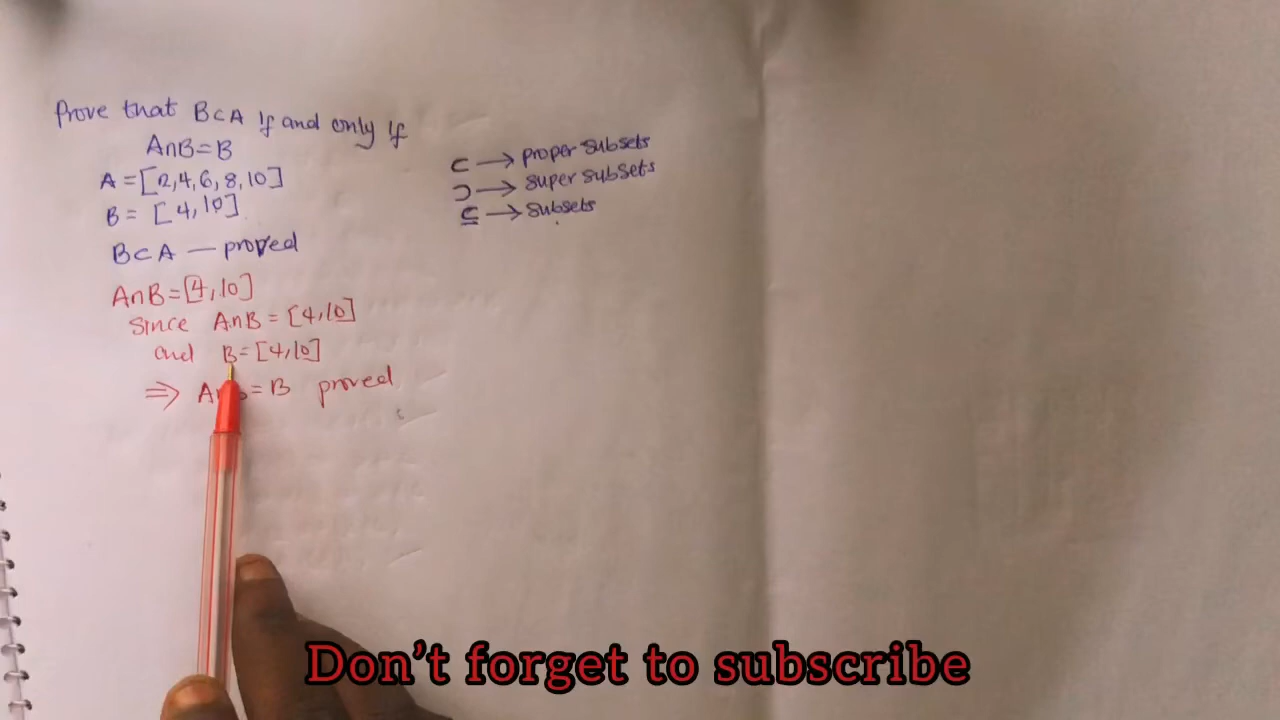 Prove that B⊂A If and only If
A∩B=B
A=[2,4,6,8,10]
B= [4,10]
B⊂A — proved
A∩B=[4,10]
Since A∩B = [4,10]
and B=[4,10]
⇒ =B proved
⊂ → proper subsets
⊃ → super subsets
⊆ → subsets
Don't forget to subscribe